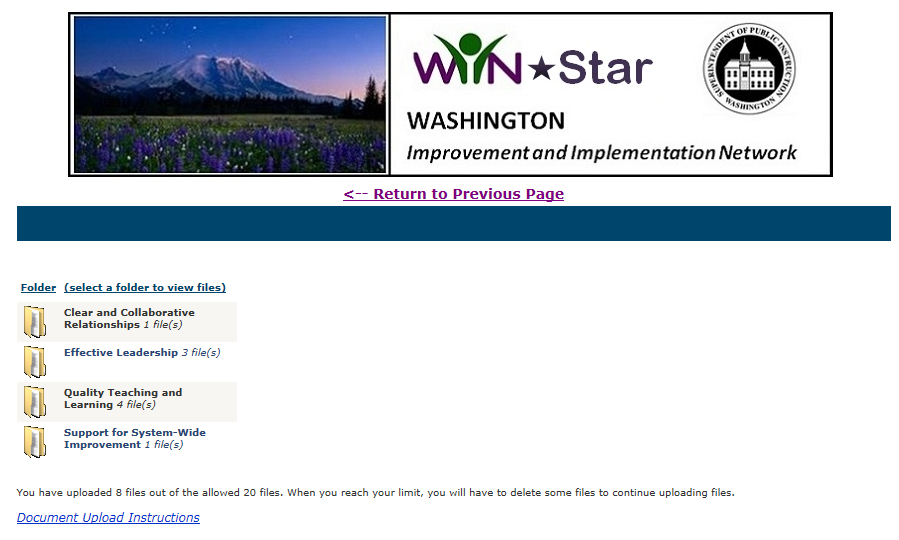 WIN★Star
SUPERINTENDENT OF PUBLIC INSTRUCTION
WASHINGTON
WASHINGTON
Improvement and Implementation Network
<-- Return to Previous Page
Folder (select a folder to view files)
Clear and Collaborative
Relationships 1 file(s)
Effective Leadership 3 file(s)
Quality Teaching and
Learning 4 file(s)
Support for System-Wide
Improvement 1 file(s)
You have uploaded 8 files out of the allowed 20 files. When you reach your limit, you will have to delete some files to continue uploading files.
Document Upload Instructions